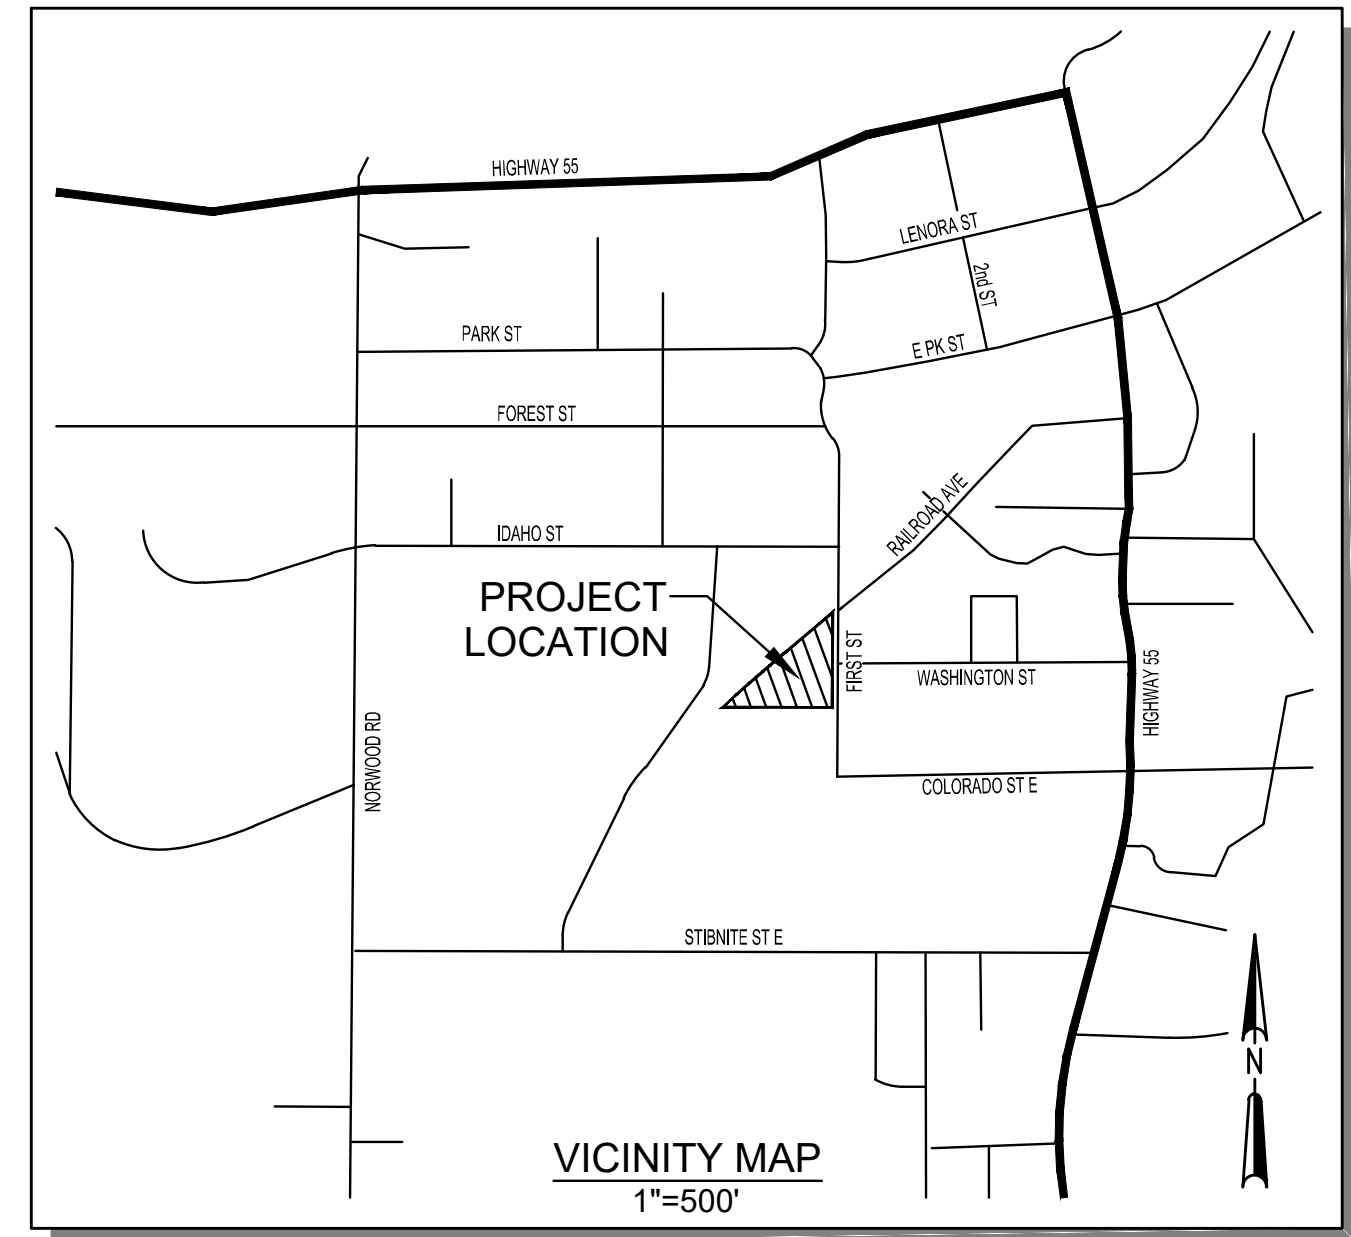 HIGHWAY 55
LENORA ST
2nd ST
PARK ST
E PK ST
FOREST ST
RAILROAD AVE
IDAHO ST
PROJECT
LOCATION
FIRST ST
WASHINGTON ST
HIGHWAY 55
NORWOOD RD
COLORADO ST E
STIBNITE ST E
N
VICINITY MAP
1"=500'